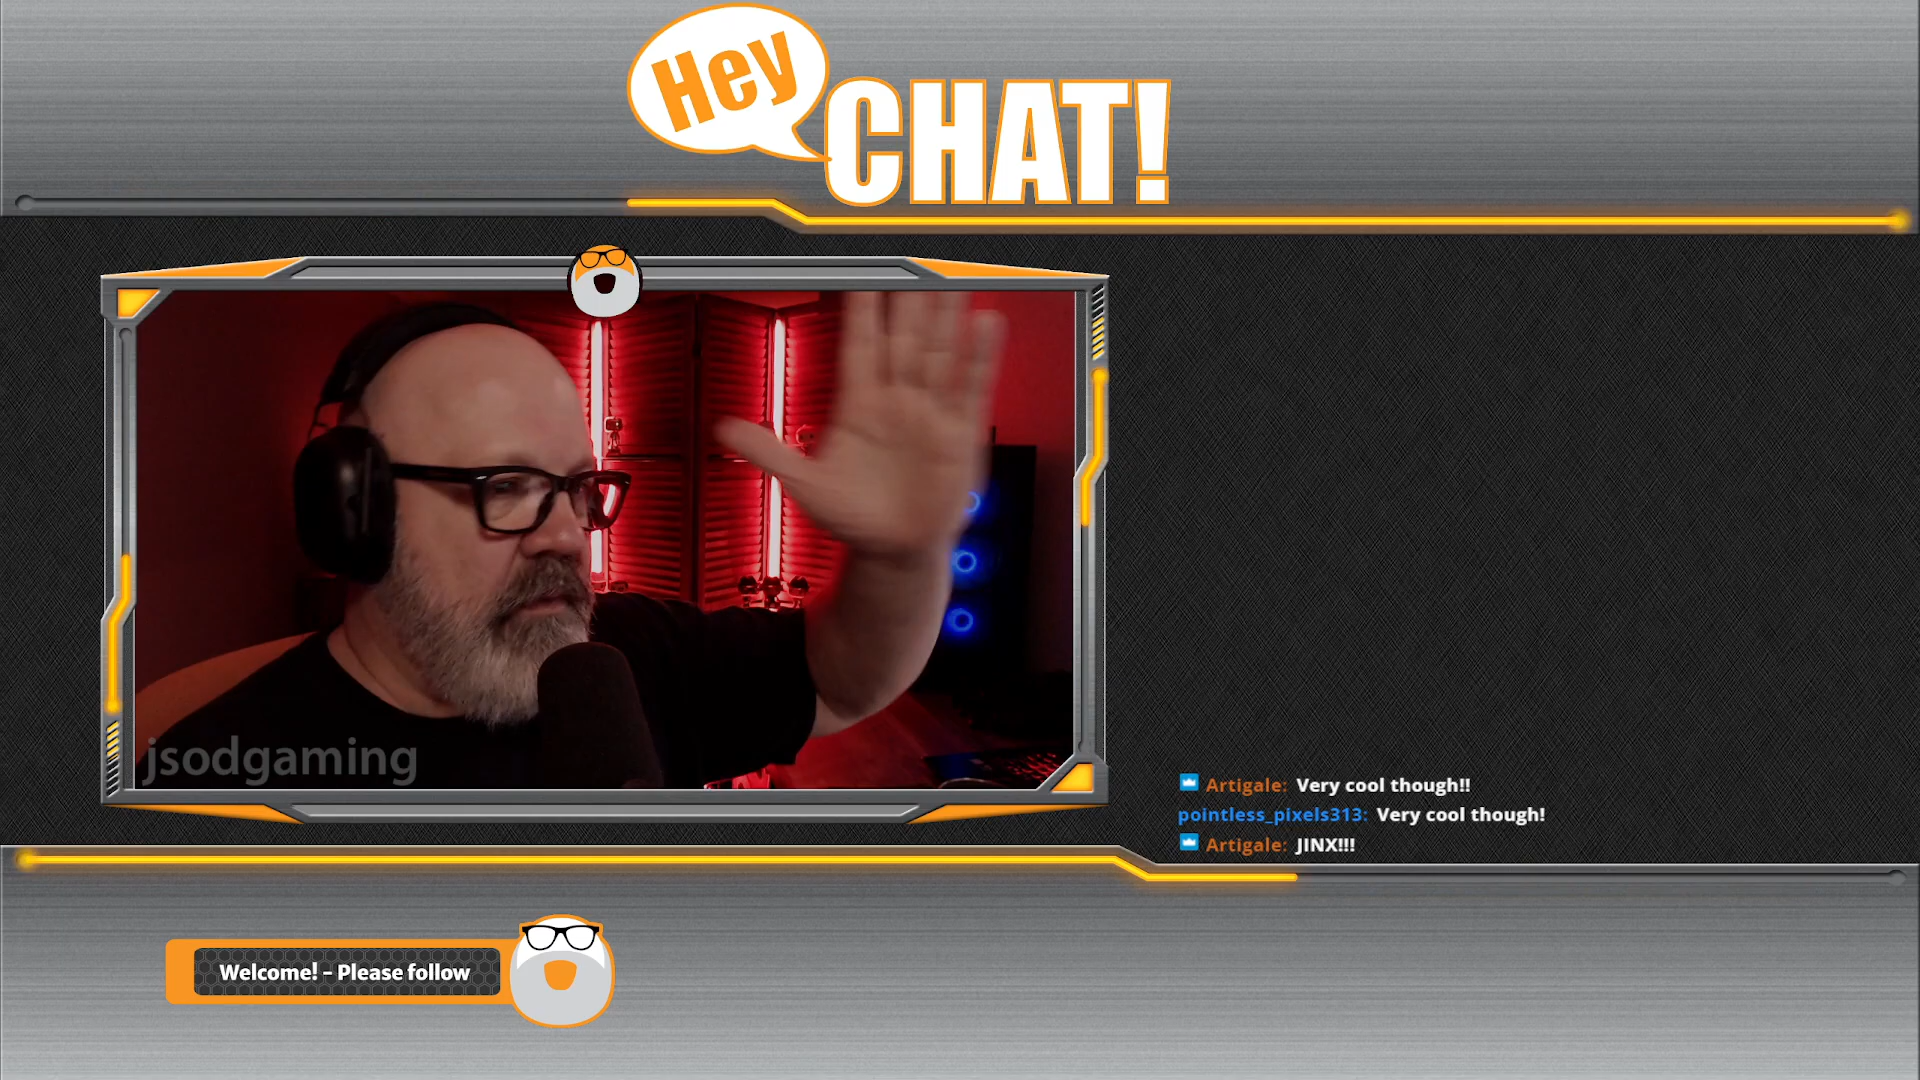 Hey
CHAT!
jsodgaming
Artigale: Very cool though!!
pointless_pixels313: Very cool though!
Artigale: JINX!!!
Welcome! - Please follow